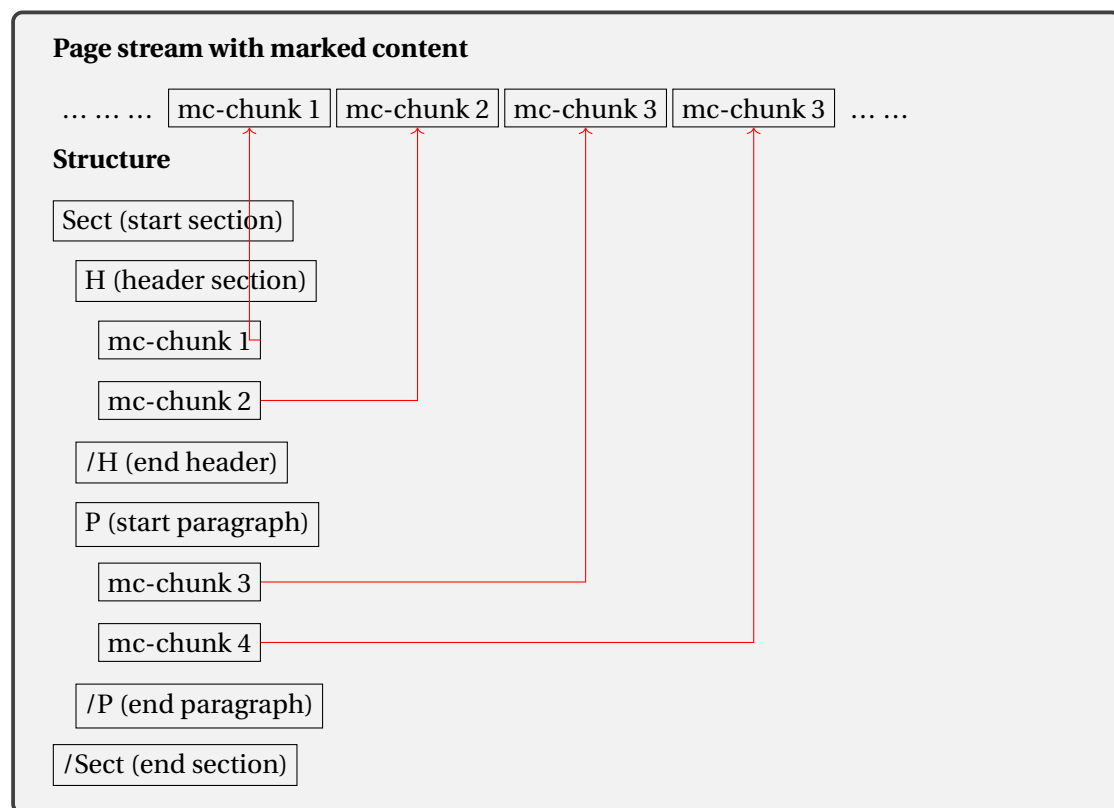 Page stream with marked content
… … … mc-chunk 1 mc-chunk 2 mc-chunk 3 mc-chunk 3 … …
Structure
Sect (start section)
H (header section)
mc-chunk 1
mc-chunk 2
/H (end header)
P (start paragraph)
mc-chunk 3
mc-chunk 4
/P (end paragraph)
/Sect (end section)